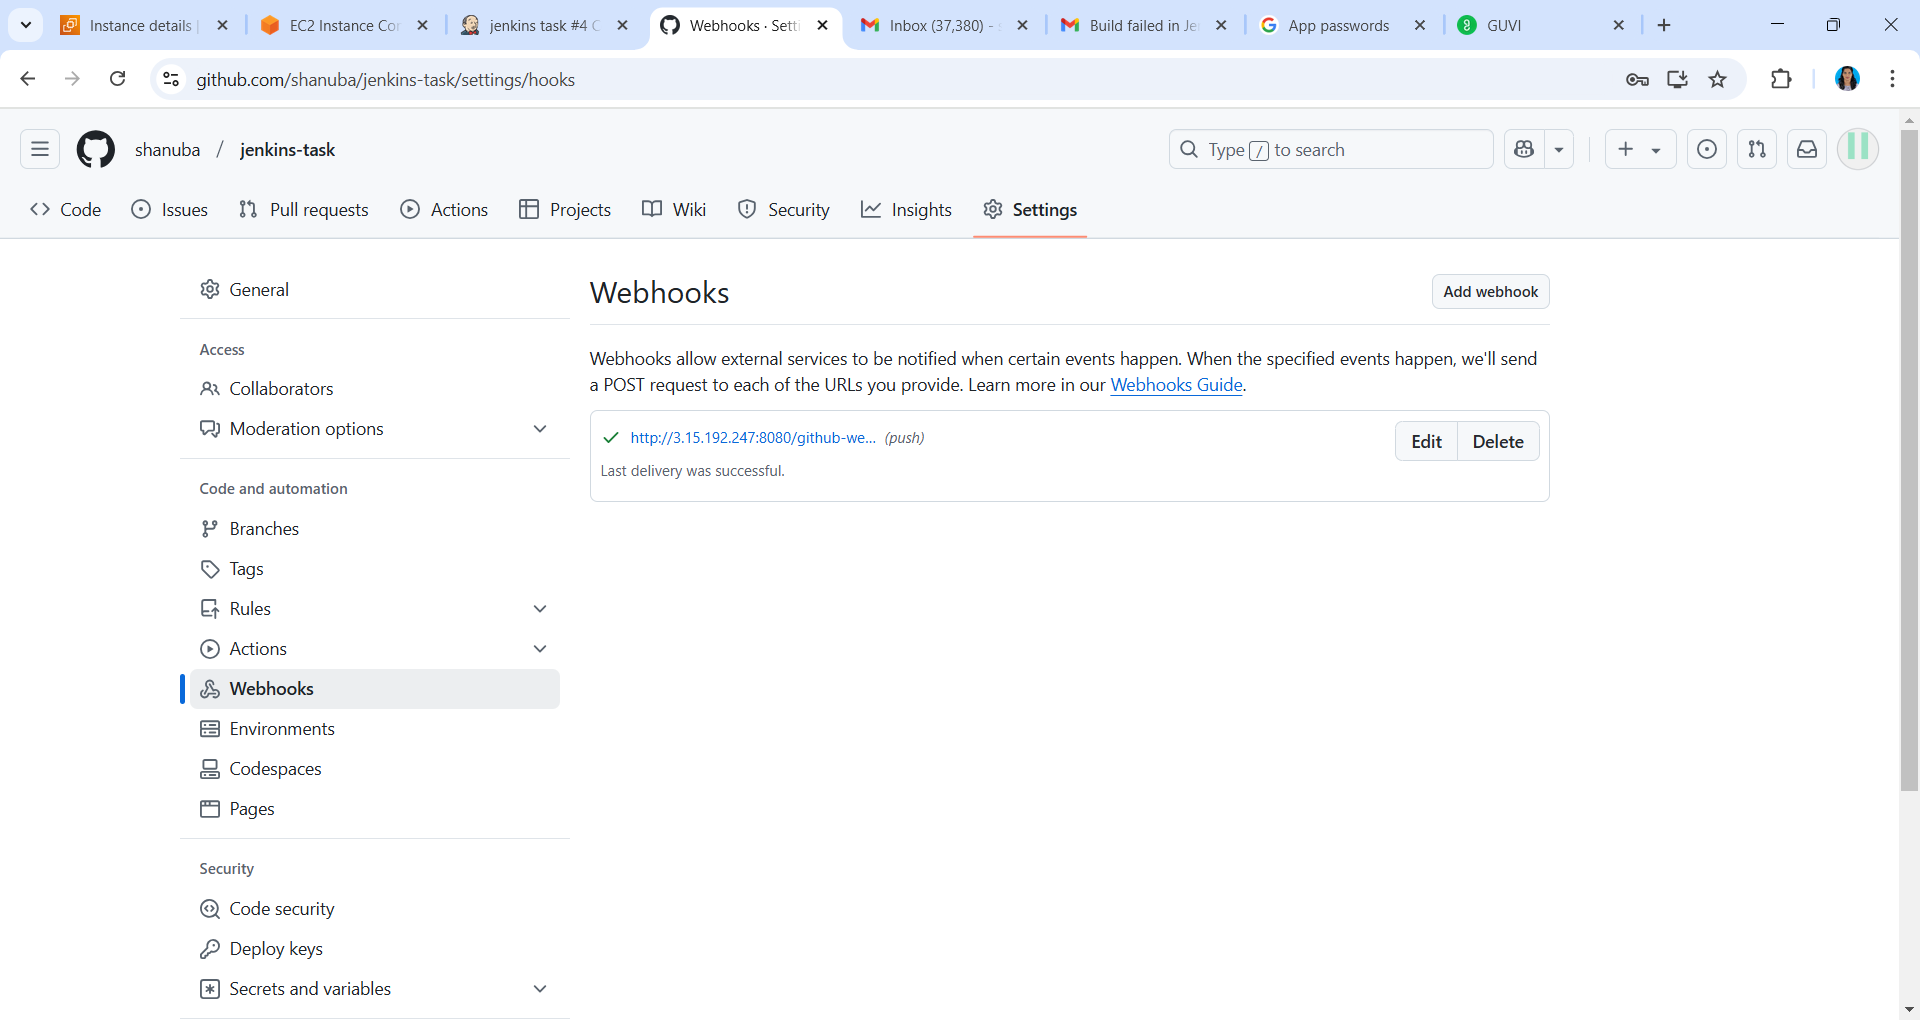 Instance details
EC2 Instance Con
jenkins task #4 C
Webhooks · Setti
Inbox (37,380) - s
Build failed in Je
App passwords
GUVI
github.com/shanuba/jenkins-task/settings/hooks
shanuba / jenkins-task
Type / to search
Code
Issues
Pull requests
Actions
Projects
Wiki
Security
Insights
Settings
General
Access
Collaborators
Moderation options
Code and automation
Branches
Tags
Rules
Actions
Webhooks
Environments
Codespaces
Pages
Security
Code security
Deploy keys
Secrets and variables
Webhooks
Add webhook
Webhooks allow external services to be notified when certain events happen. When the specified events happen, we'll send
a POST request to each of the URLs you provide. Learn more in our Webhooks Guide.
http://3.15.192.247:8080/github-we... (push)
Edit
Delete
Last delivery was successful.